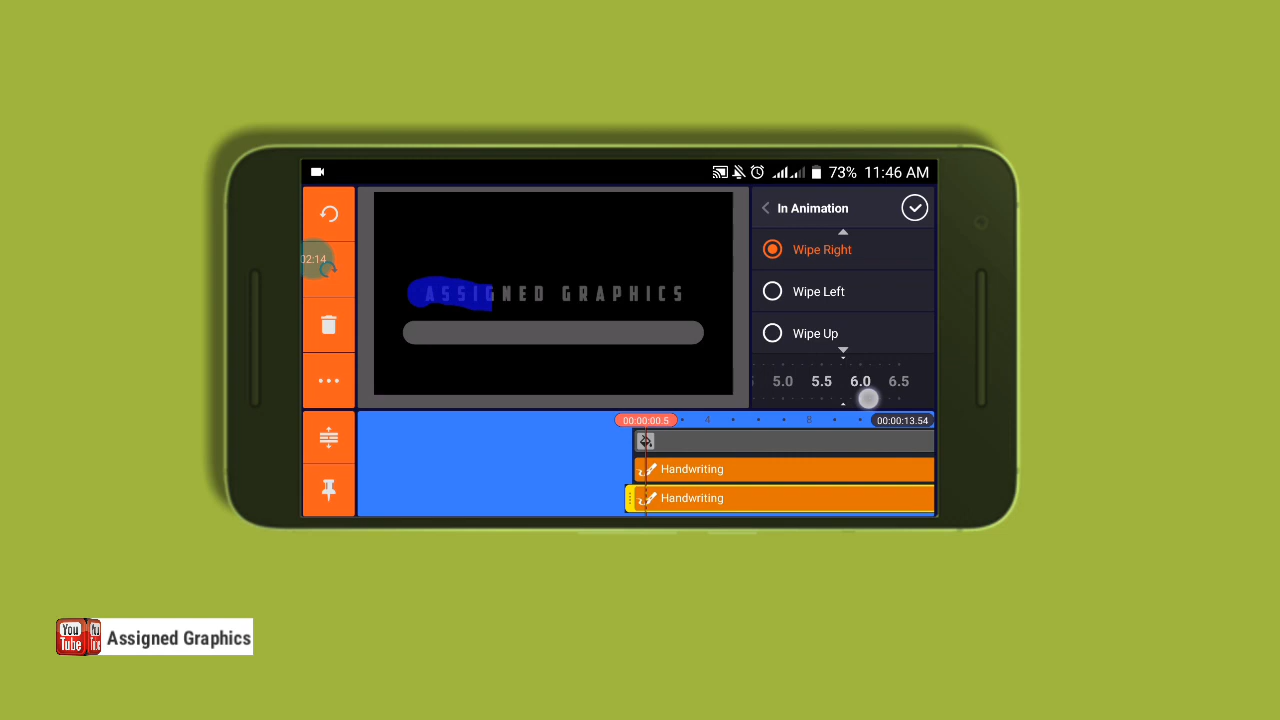 73% 11:46 AM
02:14
In Animation
Wipe Right
Wipe Left
Wipe Up
5.0 5.5 6.0 6.5
ASSIGNED GRAPHICS
00:00:00.5 4 8 00:00:13.54
Handwriting
Handwriting
You Tube Assigned Graphics